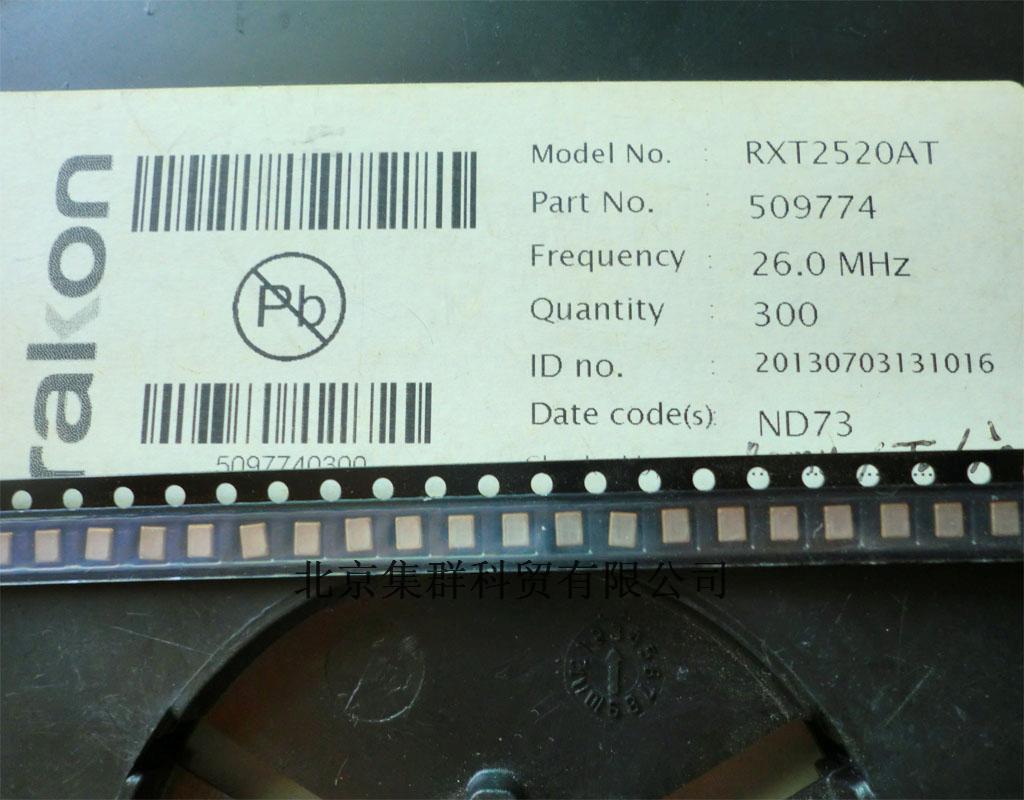 rakon
Model No. : RXT2520AT
Part No. : 509774
Frequency : 26.0 MHz
Quantity : 300
ID no. : 20130703131016
Date code(s): ND73
Pb
5097740300
北京集群科贸有限公司